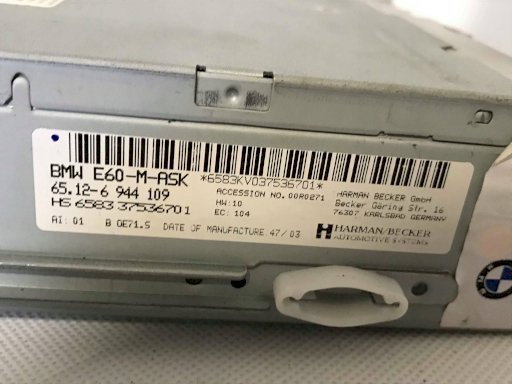 *6583KV037536701*
BMW E60-M-ASK
65.12-6 944 109
HS 6583 37536701
AI: 01 B OE71.5 DATE OF MANUFACTURE.47/03
ACCESSION NO.00R0271
HW:10
EC: 104
HARMAN BECKER GmbH
Becker Göring Str. 16
76307 KARLSBAD GERMANY
HARMAN/BECKER
AUTOMOTIVE SYSTEMS